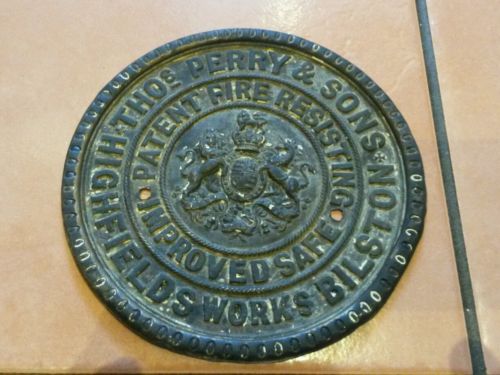 THOS PERRY & SONS
HIGHFIELDS WORKS BILSTON
PATENT FIRE RESISTING
IMPROVED SAFE